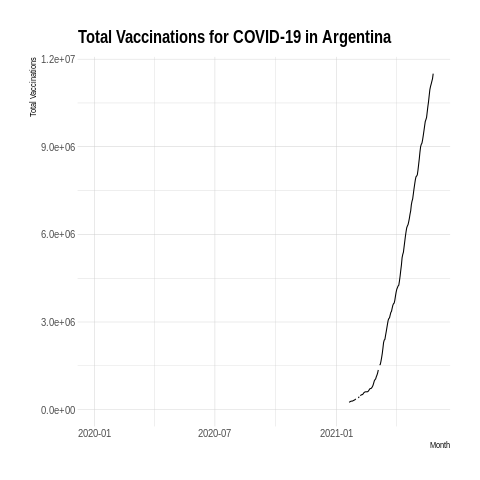 Total Vaccinations for COVID-19 in Argentina
Total Vaccinations
1.2e+07
9.0e+06
6.0e+06
3.0e+06
0.0e+00
2020-01
2020-07
2021-01
Month